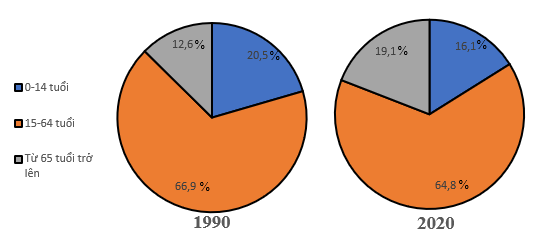 12,6%
20,5%
66,9 %
1990
19,1%
16,1%
64,8 %
2020
0-14 tuổi
15-64 tuổi
Từ 65 tuổi trở
lên